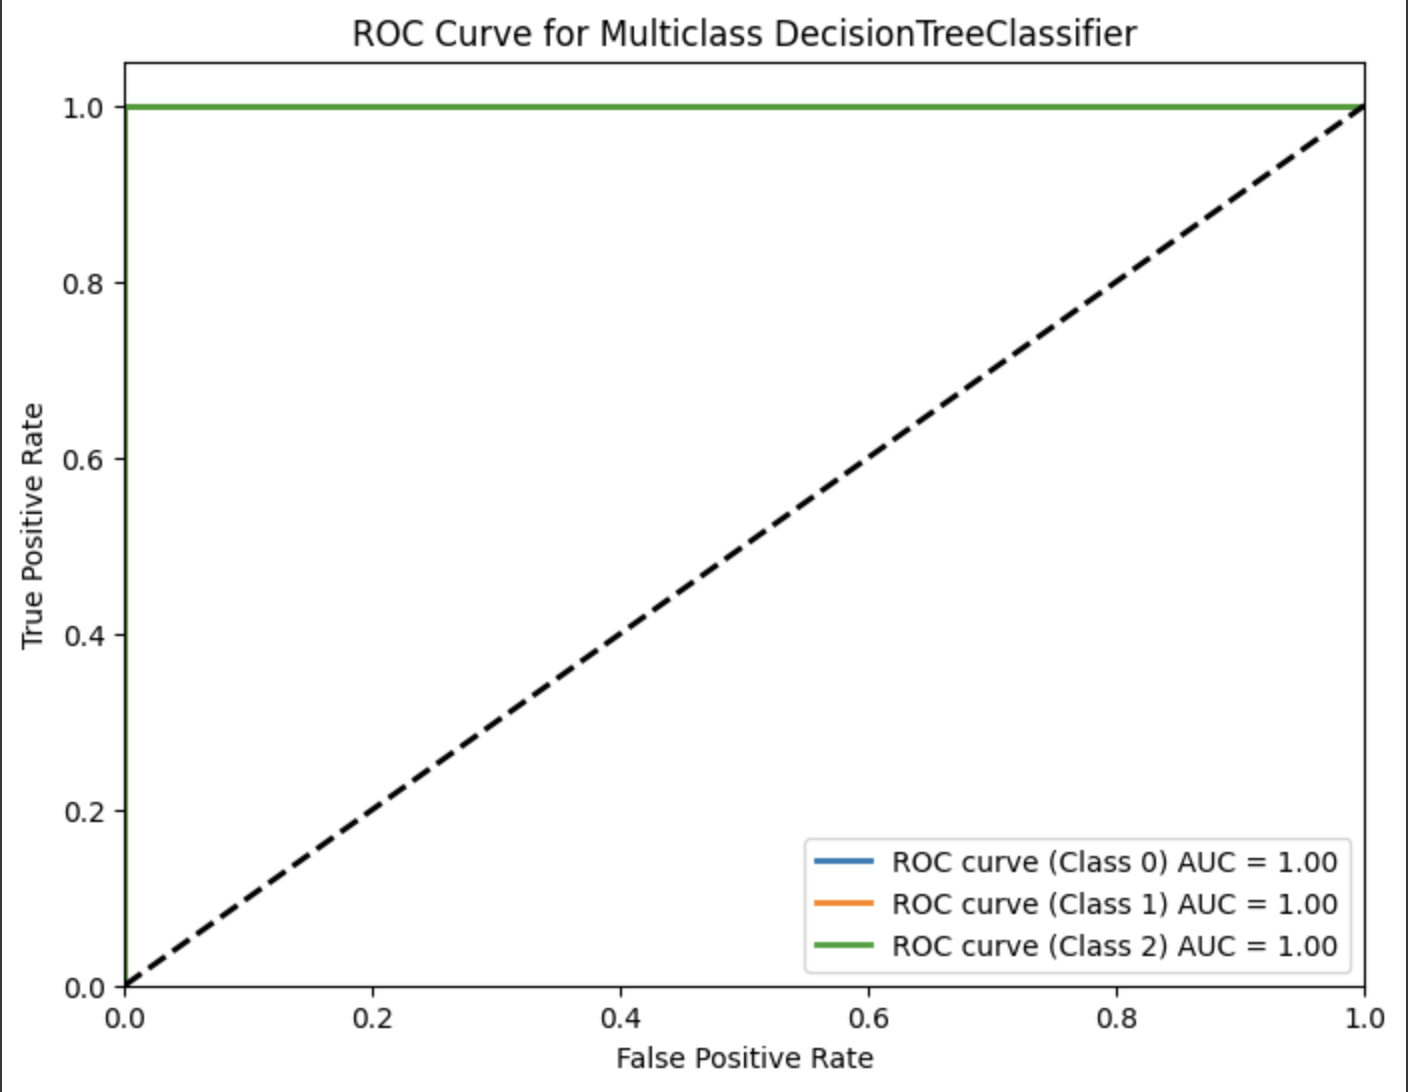 ROC Curve for Multiclass DecisionTreeClassifier
True Positive Rate
1.0
0.8
0.6
0.4
0.2
0.0
ROC curve (Class 0) AUC = 1.00
ROC curve (Class 1) AUC = 1.00
ROC curve (Class 2) AUC = 1.00
0.0 0.2 0.4 0.6 0.8 1.0
False Positive Rate